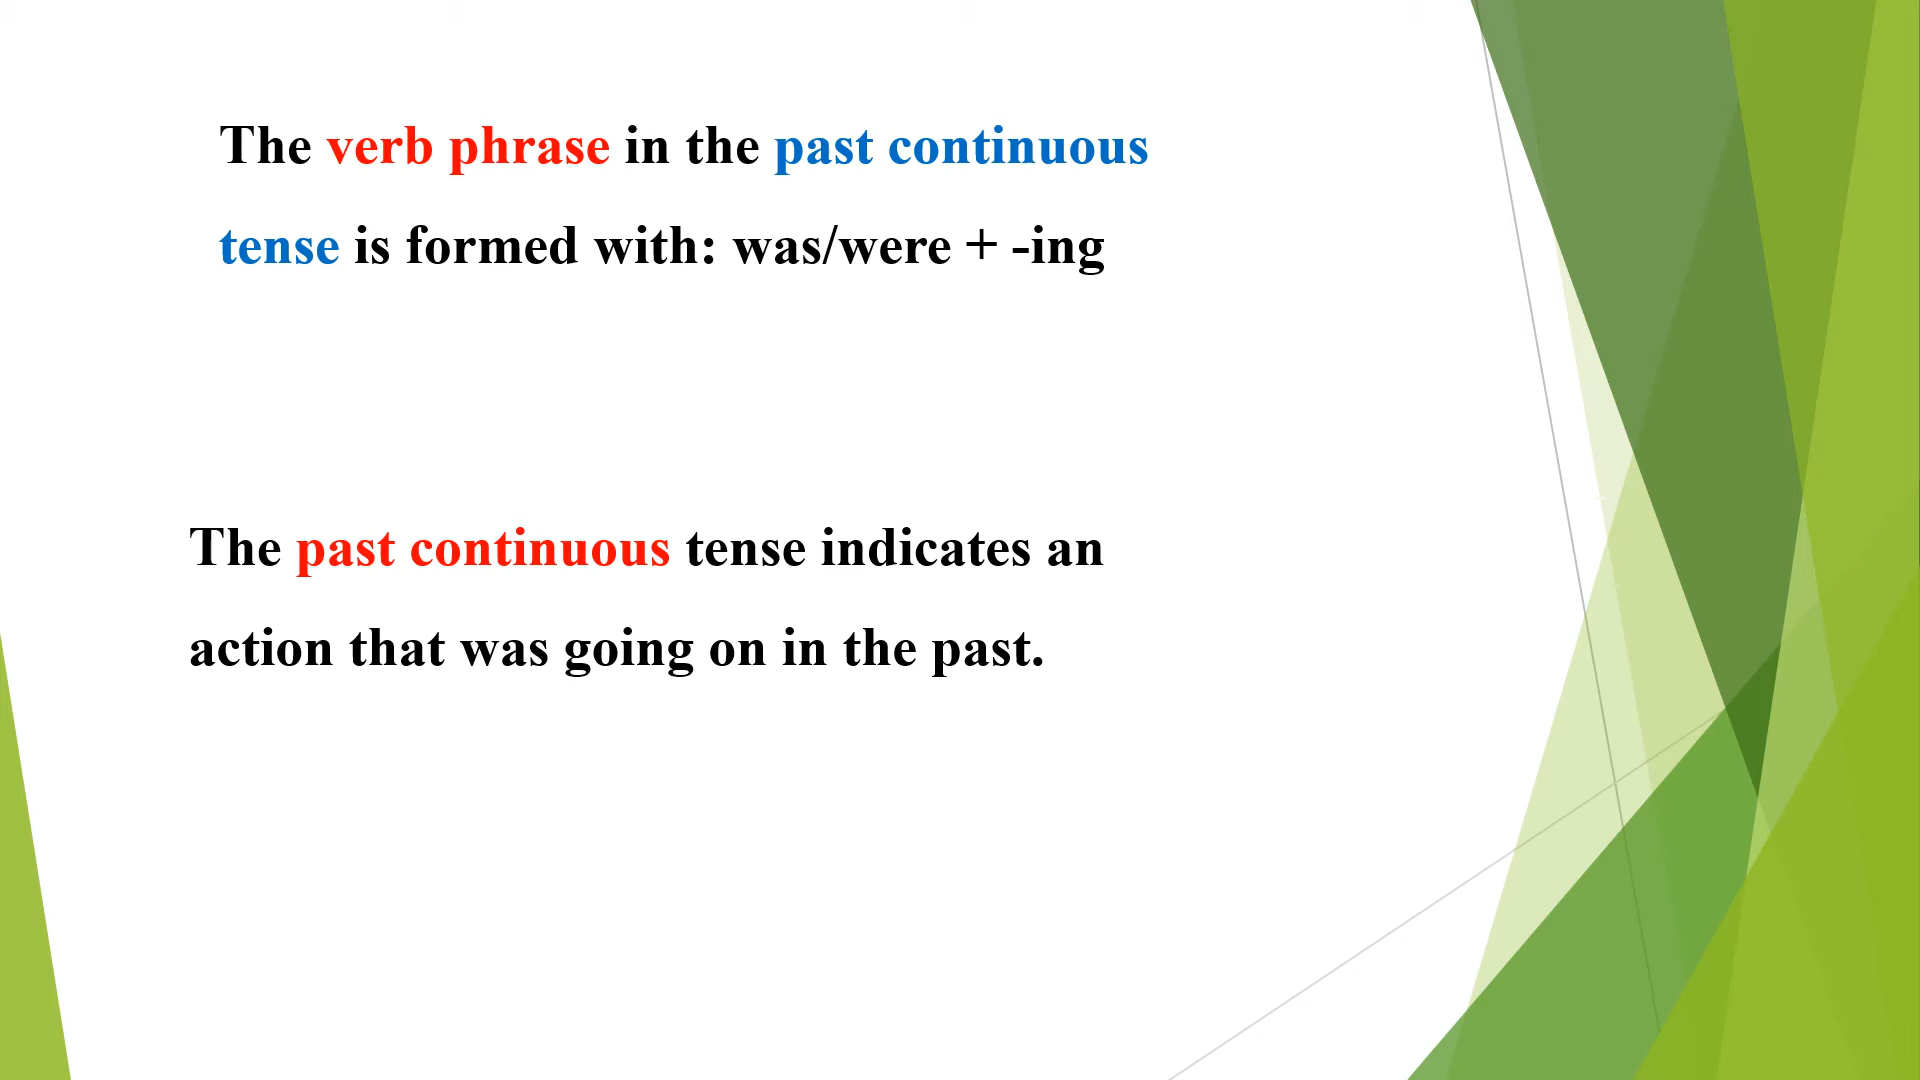 The verb phrase in the past continuous
tense is formed with: was/were + -ing
The past continuous tense indicates an
action that was going on in the past.